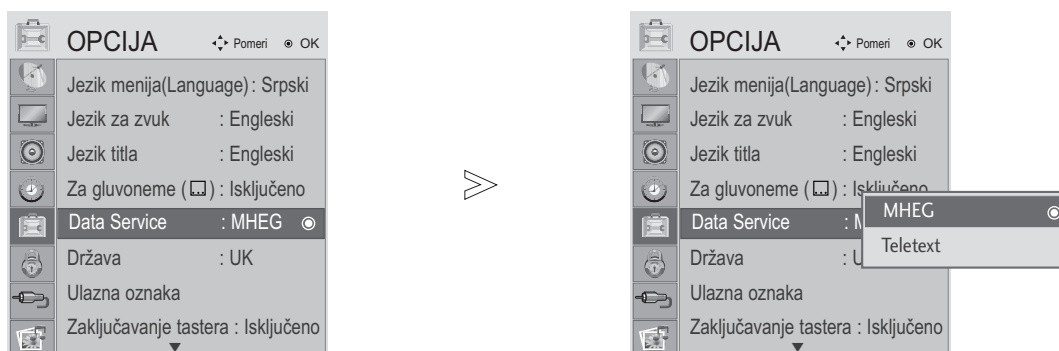 OPCIJA Pomeri OK
Jezik menija(Language) : Srpski
Jezik za zvuk : Engleski
Jezik titla : Engleski
Za gluvoneme ( ) : Isključeno
Data Service : MHEG
Država : UK
Ulazna oznaka
Zaključavanje tastera : Isključeno
OPCIJA Pomeri OK
Jezik menija(Language) : Srpski
Jezik za zvuk : Engleski
Jezik titla : Engleski
Za gluvoneme ( ) : Isključeno
Data Service : M
Država : U
Ulazna oznaka
Zaključavanje tastera : Isključeno
MHEG
Teletext